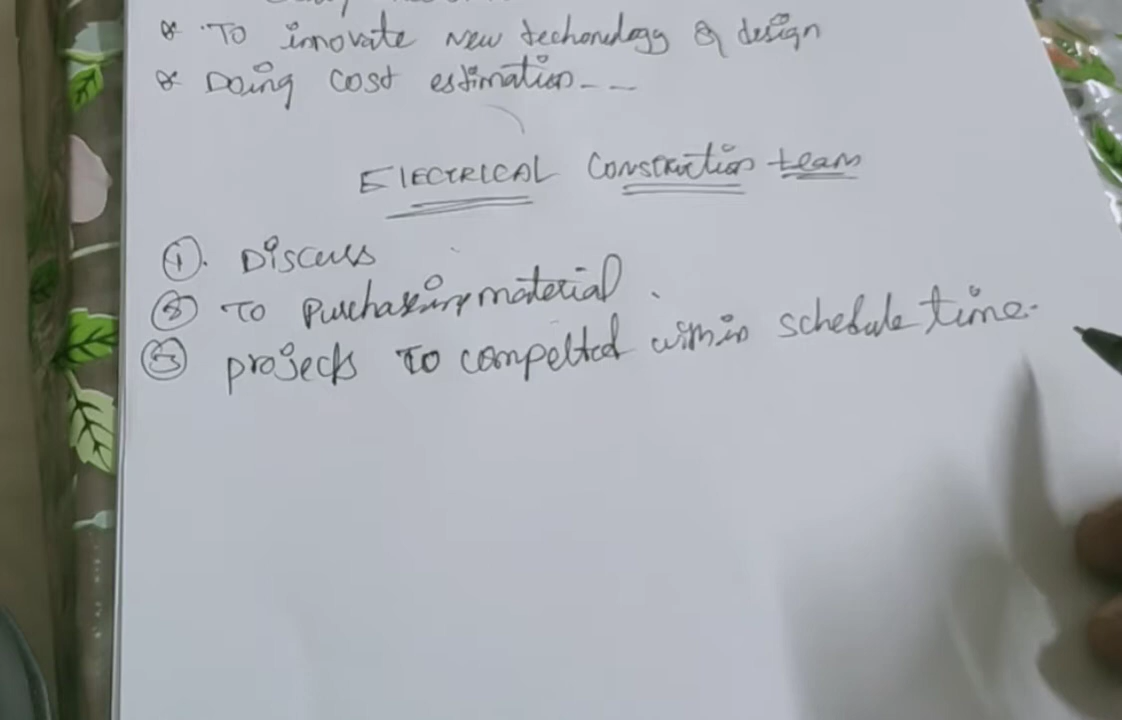 * To innovate New techonology & design
* Doing cost estimation - - -
ELECTRICAL Construction team
①. Discuss
② To purchasing material.
③ projects To compelted within schedule time.